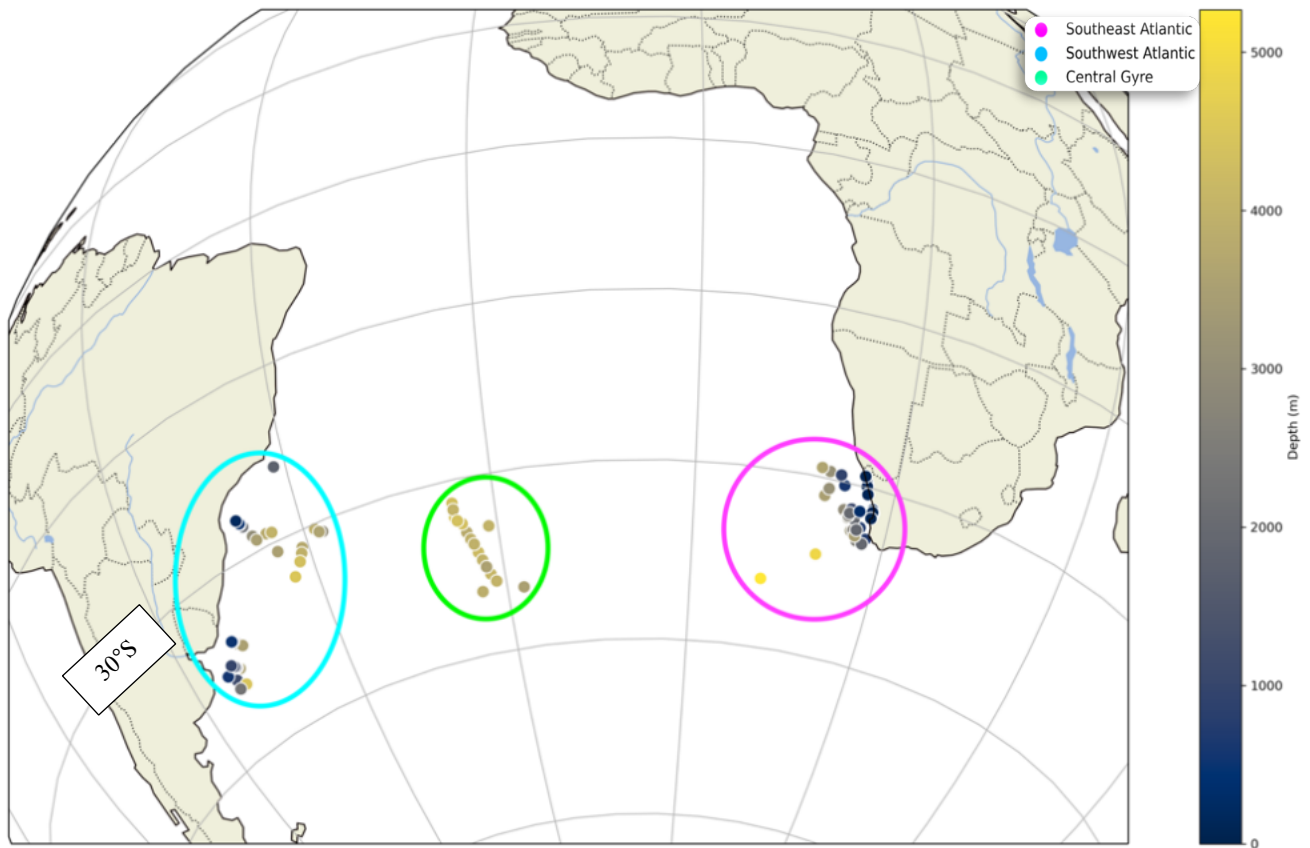 Southeast Atlantic
Southwest Atlantic
Central Gyre
5000
4000
3000
2000
1000
0
Depth (m)
30°S